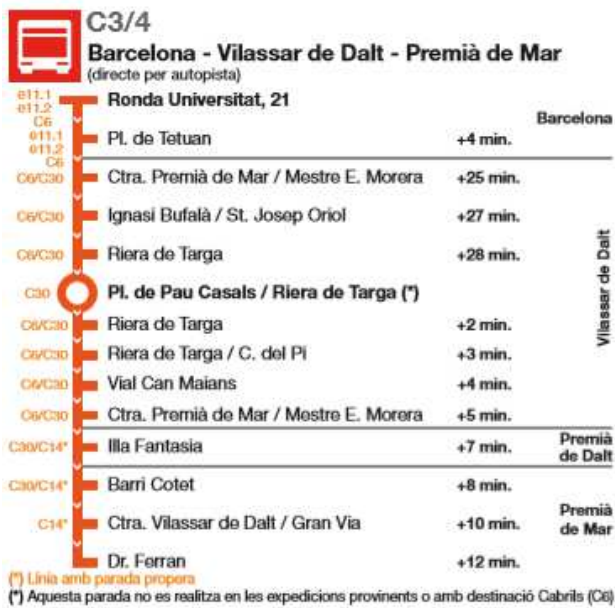 C3/4
Barcelona - Vilassar de Dalt - Premià de Mar
(directe per autopista)
e11.1
e11.2
C6
Ronda Universitat, 21
Barcelona
e11.1
e11.2
C6
Pl. de Tetuan +4 min.
C6/C30 Ctra. Premià de Mar / Mestre E. Morera +25 min.
C6/C30 Ignasi Bufalà / St. Josep Oriol +27 min.
C6/C30 Riera de Targa +28 min.
Vilassar de Dalt
C30 Pl. de Pau Casals / Riera de Targa (*)
C6/C30 Riera de Targa +2 min.
C6/C30 Riera de Targa / C. del Pi +3 min.
C6/C30 Vial Can Maians +4 min.
C6/C30 Ctra. Premià de Mar / Mestre E. Morera +5 min.
C30/C14* Illa Fantasia +7 min.
Premià
de Dalt
C30/C14* Barri Cotet +8 min.
Premià
de Mar
C14* Ctra. Vilassar de Dalt / Gran Via +10 min.
Dr. Ferran +12 min.
(*) Línia amb parada propera
(*) Aquesta parada no es realitza en les expedicions provinents o amb destinació Cabrils (C6)